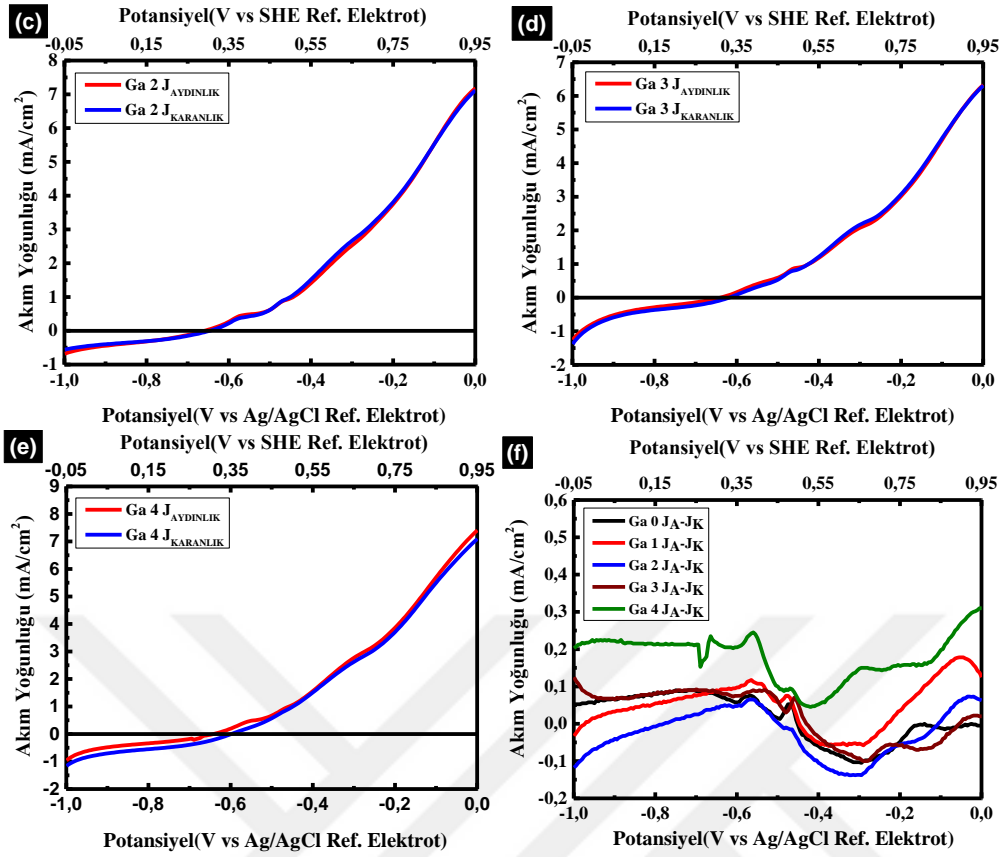 (c)
Potansiyel(V vs SHE Ref. Elektrot)
-0,05 0,15 0,35 0,55 0,75 0,95
Ga 2 J_AYDINLIK
Ga 2 J_KARANLIK
Akım Yoğunluğu (mA/cm²)
8
7
6
5
4
3
2
1
0
-1
-1,0 -0,8 -0,6 -0,4 -0,2 0,0
Potansiyel(V vs Ag/AgCl Ref. Elektrot)
(d)
Potansiyel(V vs SHE Ref. Elektrot)
-0,05 0,15 0,35 0,55 0,75 0,95
Ga 3 J_AYDINLIK
Ga 3 J_KARANLIK
Akım Yoğunluğu (mA/cm²)
7
6
5
4
3
2
1
0
-1
-2
-1,0 -0,8 -0,6 -0,4 -0,2 0,0
Potansiyel(V vs Ag/AgCl Ref. Elektrot)
(e)
Potansiyel(V vs SHE Ref. Elektrot)
-0,05 0,15 0,35 0,55 0,75 0,95
Ga 4 J_AYDINLIK
Ga 4 J_KARANLIK
Akım Yoğunluğu (mA/cm²)
9
8
7
6
5
4
3
2
1
0
-1
-2
-1,0 -0,8 -0,6 -0,4 -0,2 0,0
Potansiyel(V vs Ag/AgCl Ref. Elektrot)
(f)
Potansiyel(V vs SHE Ref. Elektrot)
-0,05 0,15 0,35 0,55 0,75 0,95
Ga 0 J_A-J_K
Ga 1 J_A-J_K
Ga 2 J_A-J_K
Ga 3 J_A-J_K
Ga 4 J_A-J_K
Akım Yoğunluğu (mA/cm²)
0,6
0,5
0,4
0,3
0,2
0,1
0,0
-0,1
-0,2
-1,0 -0,8 -0,6 -0,4 -0,2 0,0
Potansiyel(V vs Ag/AgCl Ref. Elektrot)